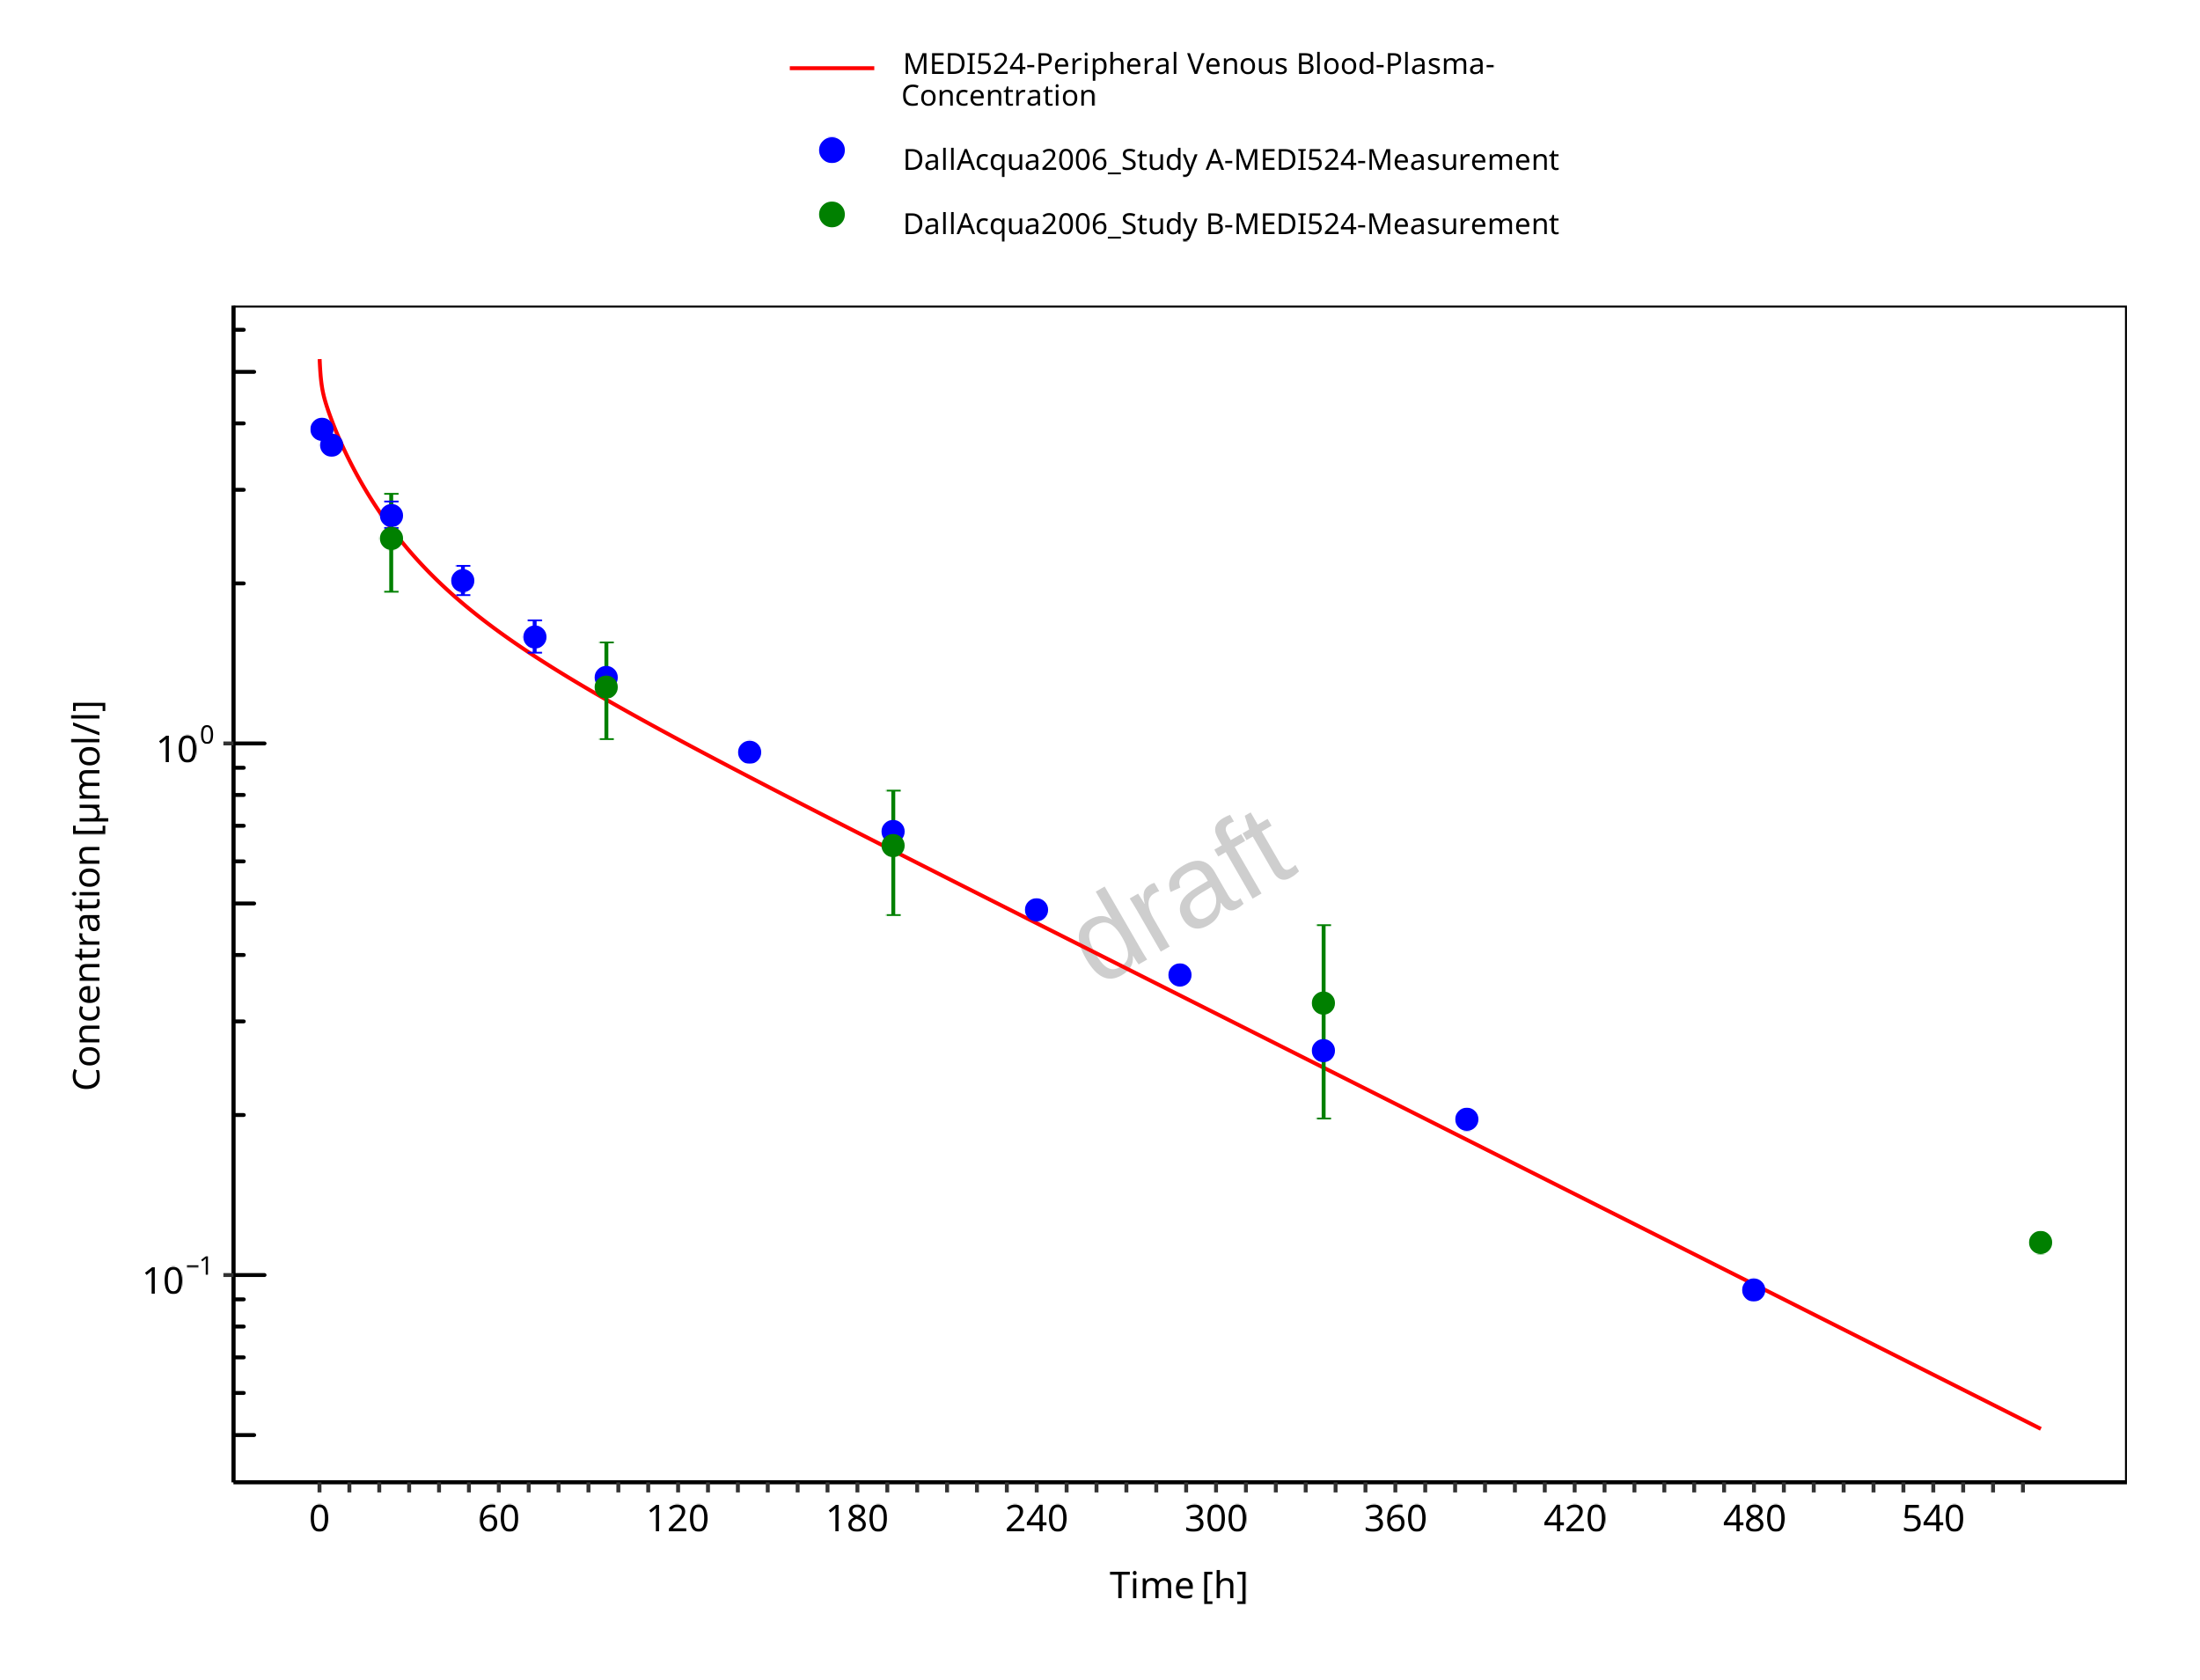 MEDI524-Peripheral Venous Blood-Plasma-
Concentration
DallAcqua2006_Study A-MEDI524-Measurement
DallAcqua2006_Study B-MEDI524-Measurement
Concentration [µmol/l]
10⁰
10⁻¹
draft
0 60 120 180 240 300 360 420 480 540
Time [h]